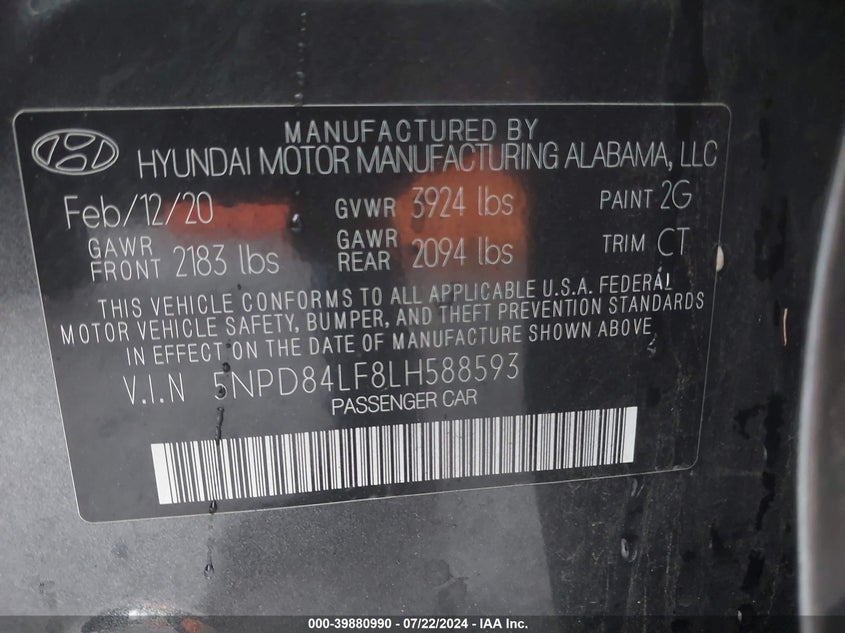 MANUFACTURED BY
HYUNDAI MOTOR MANUFACTURING ALABAMA, LLC
Feb/12/20 GVWR 3924 lbs PAINT 2G
GAWR FRONT 2183 lbs GAWR REAR 2094 lbs TRIM CT
THIS VEHICLE CONFORMS TO ALL APPLICABLE U.S.A. FEDERAL
MOTOR VEHICLE SAFETY, BUMPER, AND THEFT PREVENTION STANDARDS
IN EFFECT ON THE DATE OF MANUFACTURE SHOWN ABOVE
V.I.N 5NPD84LF8LH588593
PASSENGER CAR
000-39880990 - 07/22/2024 - IAA Inc.